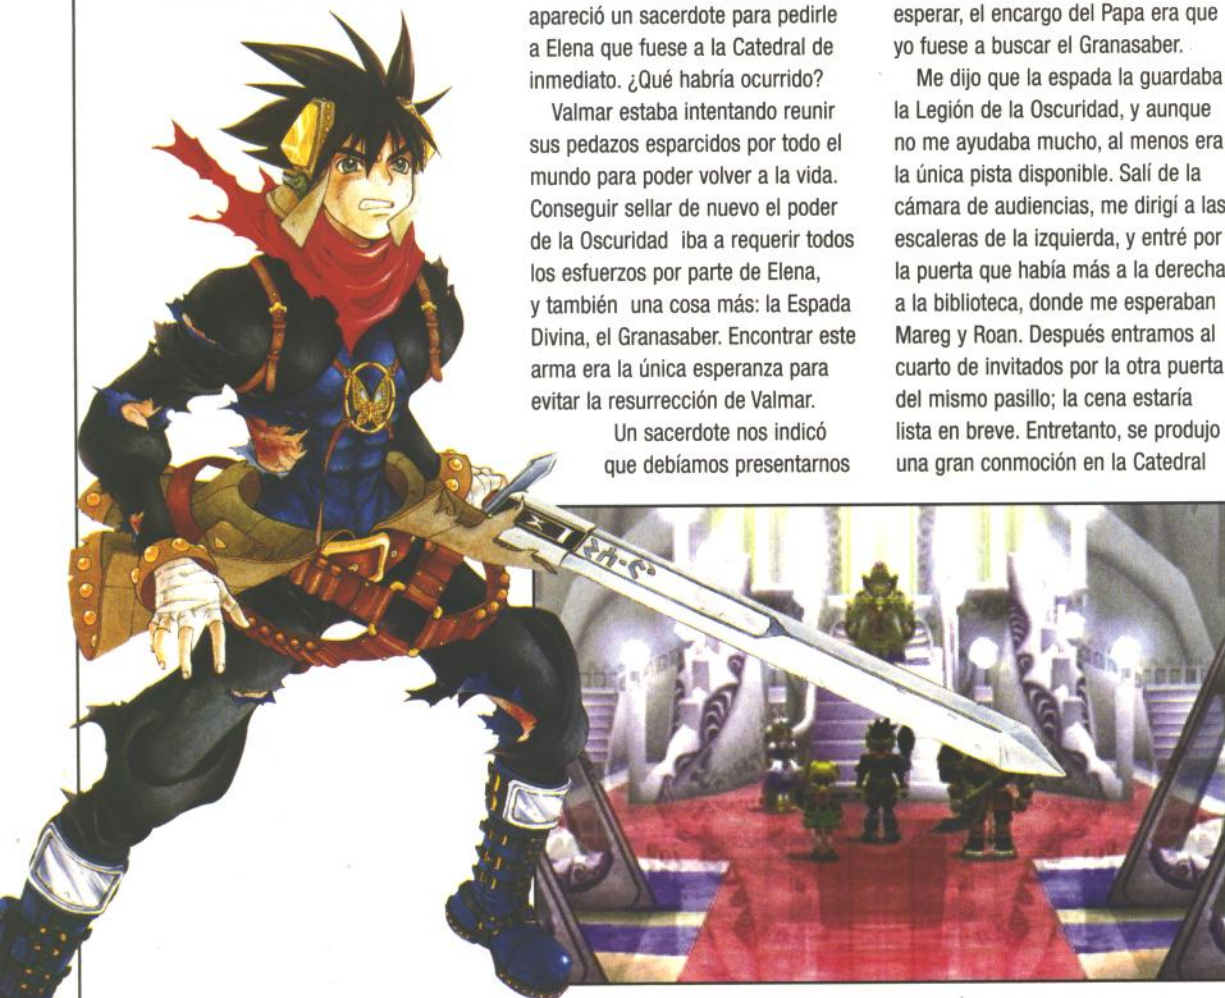 apareció un sacerdote para pedirle
a Elena que fuese a la Catedral de
inmediato. ¿Qué habría ocurrido?
Valmar estaba intentando reunir
sus pedazos esparcidos por todo el
mundo para poder volver a la vida.
Conseguir sellar de nuevo el poder
de la Oscuridad iba a requerir todos
los esfuerzos por parte de Elena,
y también una cosa más: la Espada
Divina, el Granasaber. Encontrar este
arma era la única esperanza para
evitar la resurrección de Valmar.
Un sacerdote nos indicó
que debíamos presentarnos
esperar, el encargo del Papa era que
yo fuese a buscar el Granasaber.
Me dijo que la espada la guardaba
la Legión de la Oscuridad, y aunque
no me ayudaba mucho, al menos era
la única pista disponible. Salí de la
cámara de audiencias, me dirigí a las
escaleras de la izquierda, y entré por
la puerta que había más a la derecha
a la biblioteca, donde me esperaban
Mareg y Roan. Después entramos al
cuarto de invitados por la otra puerta
del mismo pasillo; la cena estaría
lista en breve. Entretanto, se produjo
una gran conmoción en la Catedral